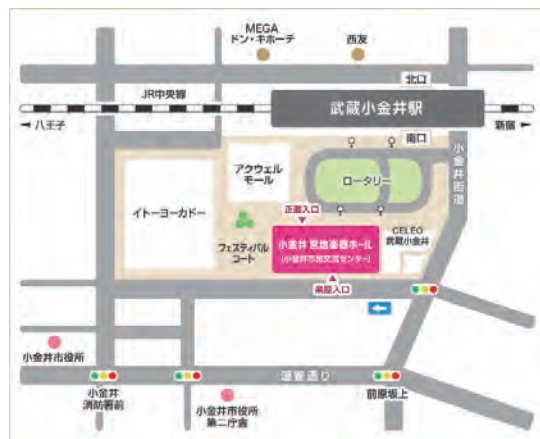 MEGA
ドン・キホーテ
西友
北口
JR中央線
武蔵小金井駅
八王子
新宿
南口
小金井街道
アクウェル
モール
ロータリー
イトーヨーカドー
正面入口
小金井 宮地楽器ホール
(小金井市民交流センター)
CELEO
武蔵小金井
フェスティバル
コート
小金井市役所
連雀通り
小金井
消防署前
小金井市役所
第二庁舎
前原坂上